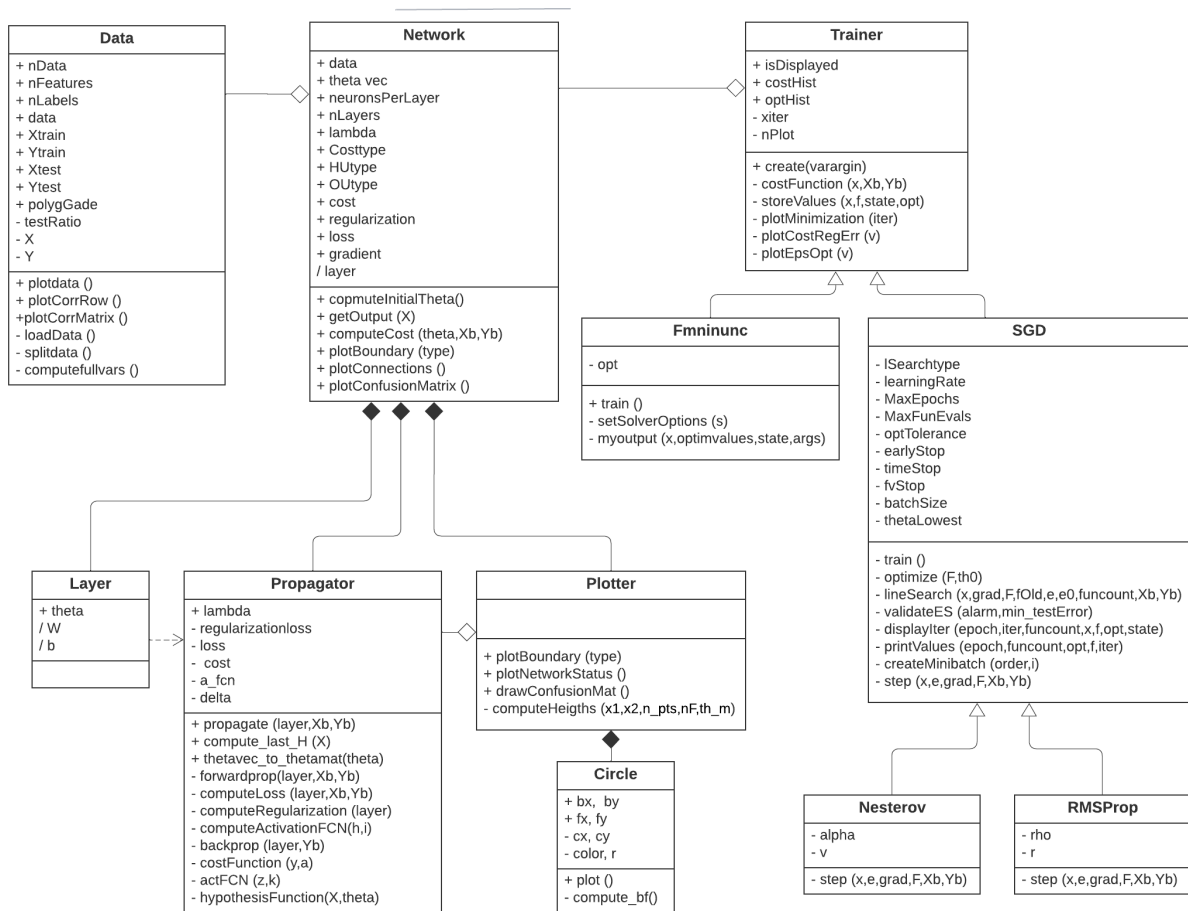 Data
+ nData
+ nFeatures
+ nLabels
+ data
+ Xtrain
+ Ytrain
+ Xtest
+ Ytest
+ polygGade
- testRatio
- X
- Y
+ plotdata ()
+ plotCorrRow ()
+plotCorrMatrix ()
- loadData ()
- splitdata ()
- computefullvars ()
Network
+ data
+ theta vec
+ neuronsPerLayer
+ nLayers
+ lambda
+ Costtype
+ HUtype
+ OUtype
+ cost
+ regularization
+ loss
+ gradient
/ layer
+ copmuteInitialTheta()
+ getOutput (X)
+ computeCost (theta,Xb,Yb)
+ plotBoundary (type)
+ plotConnections ()
+ plotConfusionMatrix ()
Trainer
+ isDisplayed
+ costHist
+ optHist
- xiter
- nPlot
+ create(varargin)
- costFunction (x,Xb,Yb)
- storeValues (x,f,state,opt)
- plotMinimization (iter)
- plotCostRegErr (v)
- plotEpsOpt (v)
Fmninunc
- opt
+ train ()
- setSolverOptions (s)
- myoutput (x,optimvalues,state,args)
SGD
- lSearchtype
- learningRate
- MaxEpochs
- MaxFunEvals
- optTolerance
- earlyStop
- timeStop
- fvStop
- batchSize
- thetaLowest
- train ()
- optimize (F,th0)
- lineSearch (x,grad,F,fOld,e,e0,funcount,Xb,Yb)
- validateES (alarm,min_testError)
- displayIter (epoch,iter,funcount,x,f,opt,state)
- printValues (epoch,funcount,opt,f,iter)
- createMinibatch (order,i)
- step (x,e,grad,F,Xb,Yb)
Layer
+ theta
/ W
/ b
Propagator
+ lambda
- regularizationloss
- loss
- cost
- a_fcn
- delta
+ propagate (layer,Xb,Yb)
+ compute_last_H (X)
+ thetavec_to_thetamat(theta)
- forwardprop(layer,Xb,Yb)
- computeLoss (layer,Xb,Yb)
- computeRegularization (layer)
- computeActivationFCN(h,i)
- backprop (layer,Yb)
- costFunction (y,a)
- actFCN (z,k)
- hypothesisFunction(X,theta)
Plotter
+ plotBoundary (type)
+ plotNetworkStatus ()
+ drawConfusionMat ()
- computeHeigths (x1,x2,n_pts,nF,th_m)
Circle
+ bx, by
+ fx, fy
- cx, cy
- color, r
+ plot ()
- compute_bf()
Nesterov
- alpha
- v
- step (x,e,grad,F,Xb,Yb)
RMSProp
- rho
- r
- step (x,e,grad,F,Xb,Yb)